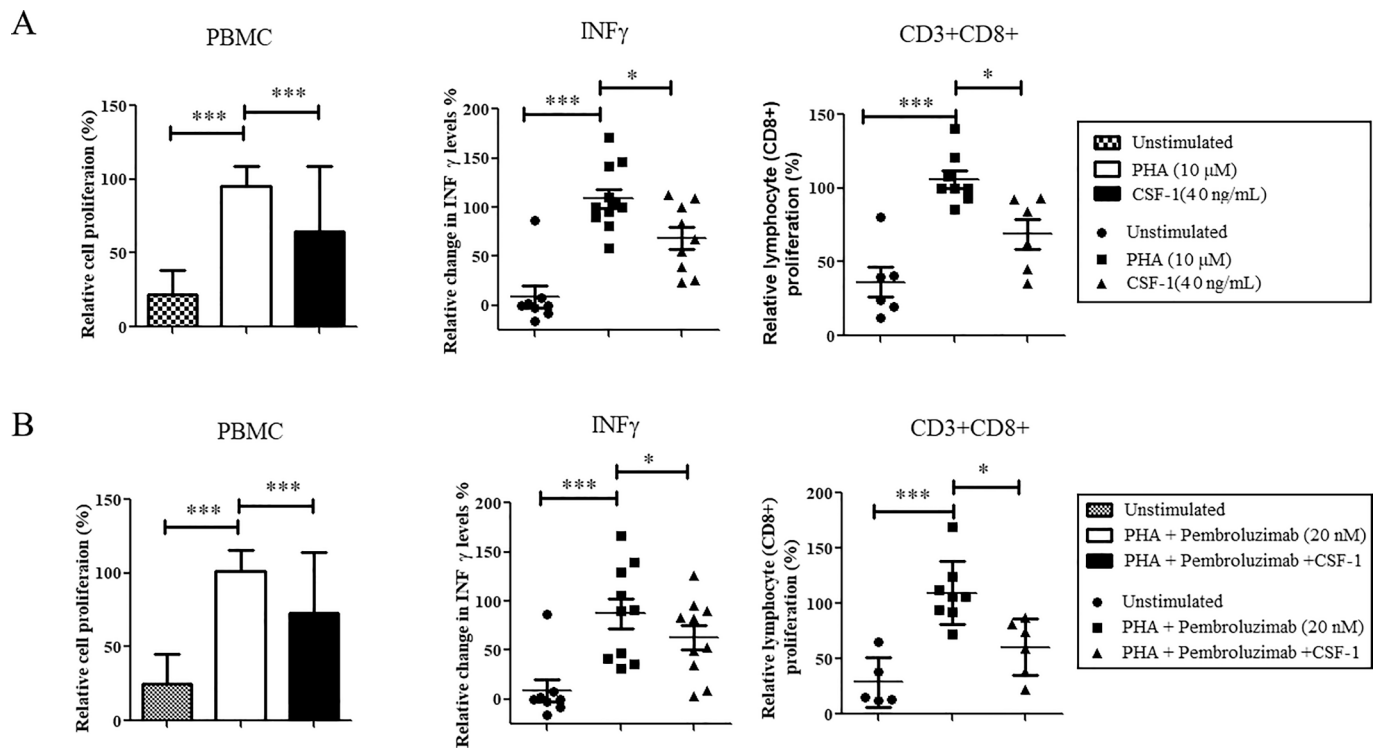 A
PBMC
INFγ
CD3+CD8+
Relative cell proliferaion (%)
150
100
50
0
***
***
Relative change in INF γ levels %
200
150
100
50
0
***
*
Relative lymphocyte (CD8+)
proliferation (%)
150
100
50
0
***
*
Unstimulated
PHA (10 μM)
CSF-1(40 ng/mL)
Unstimulated
PHA (10 μM)
CSF-1(40 ng/mL)
B
PBMC
INFγ
CD3+CD8+
Relative cell proliferaion (%)
150
100
50
0
***
***
Relative change in INF γ levels %
200
150
100
50
0
***
*
Relative lymphocyte (CD8+)
proliferation (%)
200
150
100
50
0
***
*
Unstimulated
PHA + Pembroluzimab (20 nM)
PHA + Pembroluzimab +CSF-1
Unstimulated
PHA + Pembroluzimab (20 nM)
PHA + Pembroluzimab +CSF-1